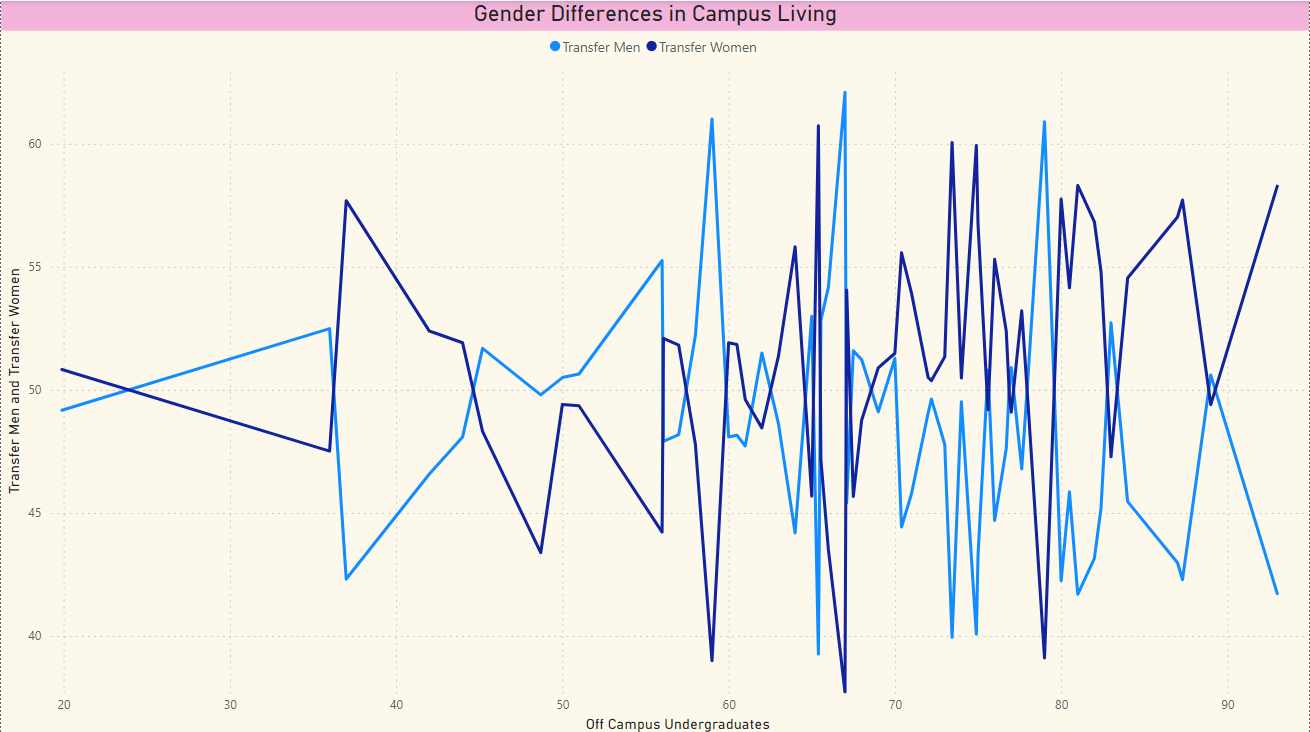 Gender Differences in Campus Living
Transfer Men Transfer Women
Transfer Men and Transfer Women
60
55
50
45
40
20 30 40 50 60 70 80 90
Off Campus Undergraduates